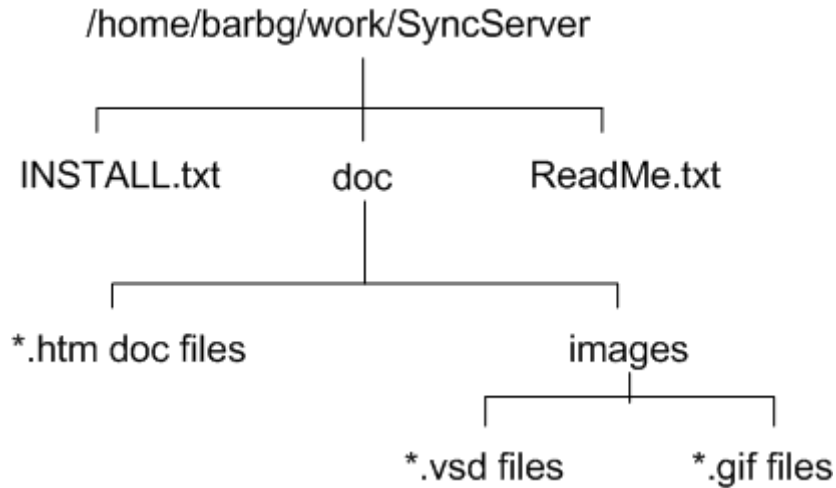 /home/barbg/work/SyncServer
INSTALL.txt doc ReadMe.txt
*.htm doc files images
*.vsd files *.gif files